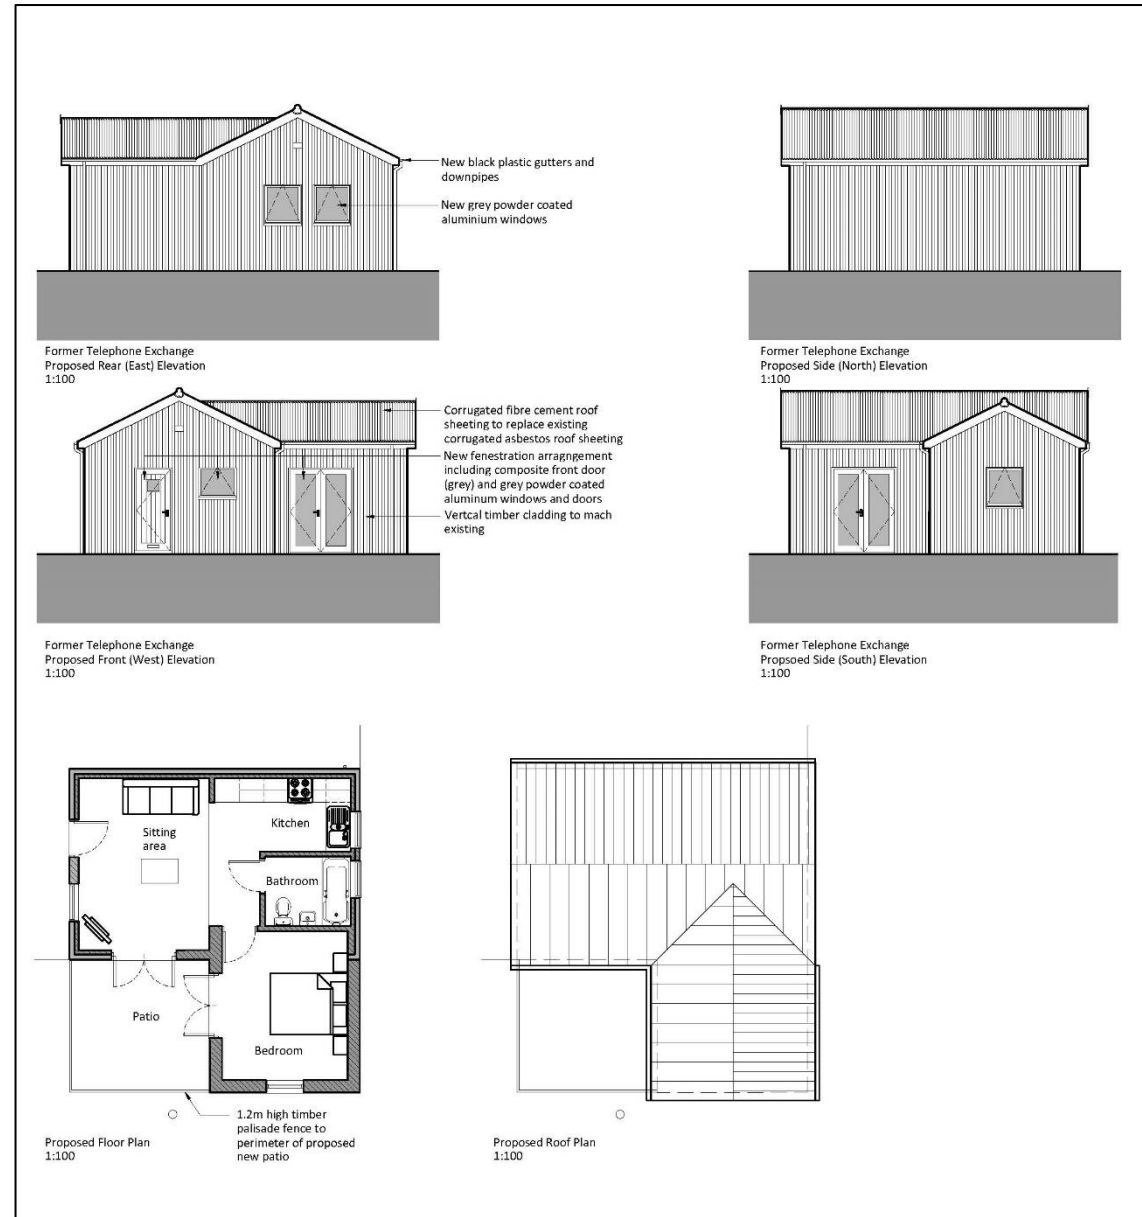 New black plastic gutters and
downpipes
New grey powder coated
aluminium windows
Former Telephone Exchange
Proposed Rear (East) Elevation
1:100
Former Telephone Exchange
Proposed Side (North) Elevation
1:100
Corrugated fibre cement roof
sheeting to replace existing
corrugated asbestos roof sheeting
New fenestration arragngement
including composite front door
(grey) and grey powder coated
aluminum windows and doors
Vertcal timber cladding to mach
existing
Former Telephone Exchange
Proposed Front (West) Elevation
1:100
Former Telephone Exchange
Propsoed Side (South) Elevation
1:100
Sitting
area
Kitchen
Bathroom
Patio
Bedroom
1.2m high timber
palisade fence to
perimeter of proposed
new patio
Proposed Floor Plan
1:100
Proposed Roof Plan
1:100